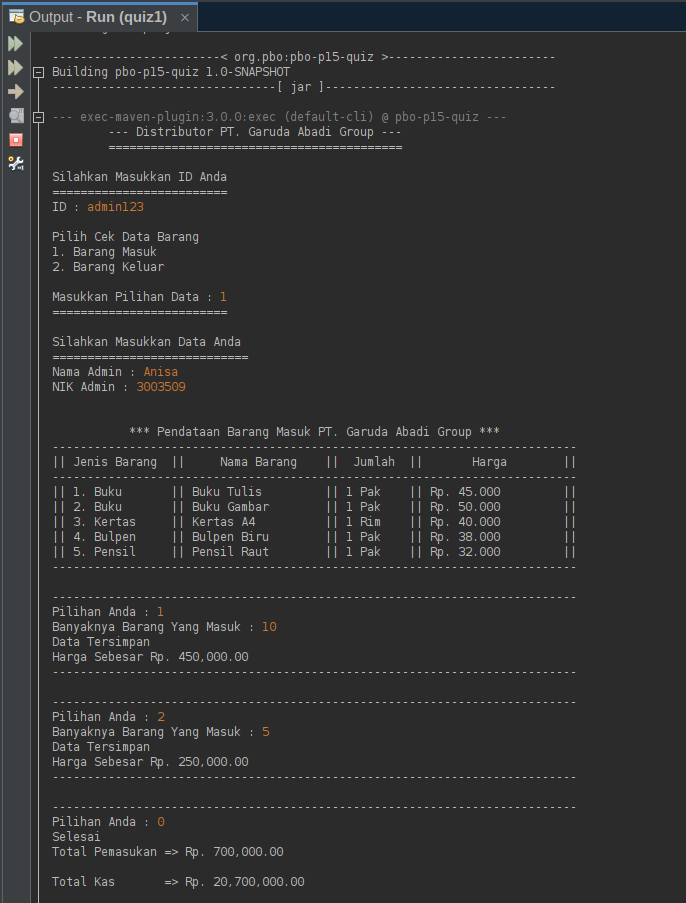 Output - Run (quiz1) ×
------------------------< org.pbo:pbo-p15-quiz >------------------------
Building pbo-p15-quiz 1.0-SNAPSHOT
--------------------------------[ jar ]---------------------------------
--- exec-maven-plugin:3.0.0:exec (default-cli) @ pbo-p15-quiz ---
--- Distributor PT. Garuda Abadi Group ---
==========================================
Silahkan Masukkan ID Anda
=========================
ID : admin123
Pilih Cek Data Barang
1. Barang Masuk
2. Barang Keluar
Masukkan Pilihan Data : 1
=========================
Silahkan Masukkan Data Anda
============================
Nama Admin : Anisa
NIK Admin : 3003509
*** Pendataan Barang Masuk PT. Garuda Abadi Group ***
---------------------------------------------------------------------------
|| Jenis Barang || Nama Barang || Jumlah || Harga ||
---------------------------------------------------------------------------
|| 1. Buku || Buku Tulis || 1 Pak || Rp. 45.000 ||
|| 2. Buku || Buku Gambar || 1 Pak || Rp. 50.000 ||
|| 3. Kertas || Kertas A4 || 1 Rim || Rp. 40.000 ||
|| 4. Bulpen || Bulpen Biru || 1 Pak || Rp. 38.000 ||
|| 5. Pensil || Pensil Raut || 1 Pak || Rp. 32.000 ||
---------------------------------------------------------------------------
---------------------------------------------------------------------------
Pilihan Anda : 1
Banyaknya Barang Yang Masuk : 10
Data Tersimpan
Harga Sebesar Rp. 450,000.00
---------------------------------------------------------------------------
---------------------------------------------------------------------------
Pilihan Anda : 2
Banyaknya Barang Yang Masuk : 5
Data Tersimpan
Harga Sebesar Rp. 250,000.00
---------------------------------------------------------------------------
---------------------------------------------------------------------------
Pilihan Anda : 0
Selesai
Total Pemasukan => Rp. 700,000.00
Total Kas => Rp. 20,700,000.00